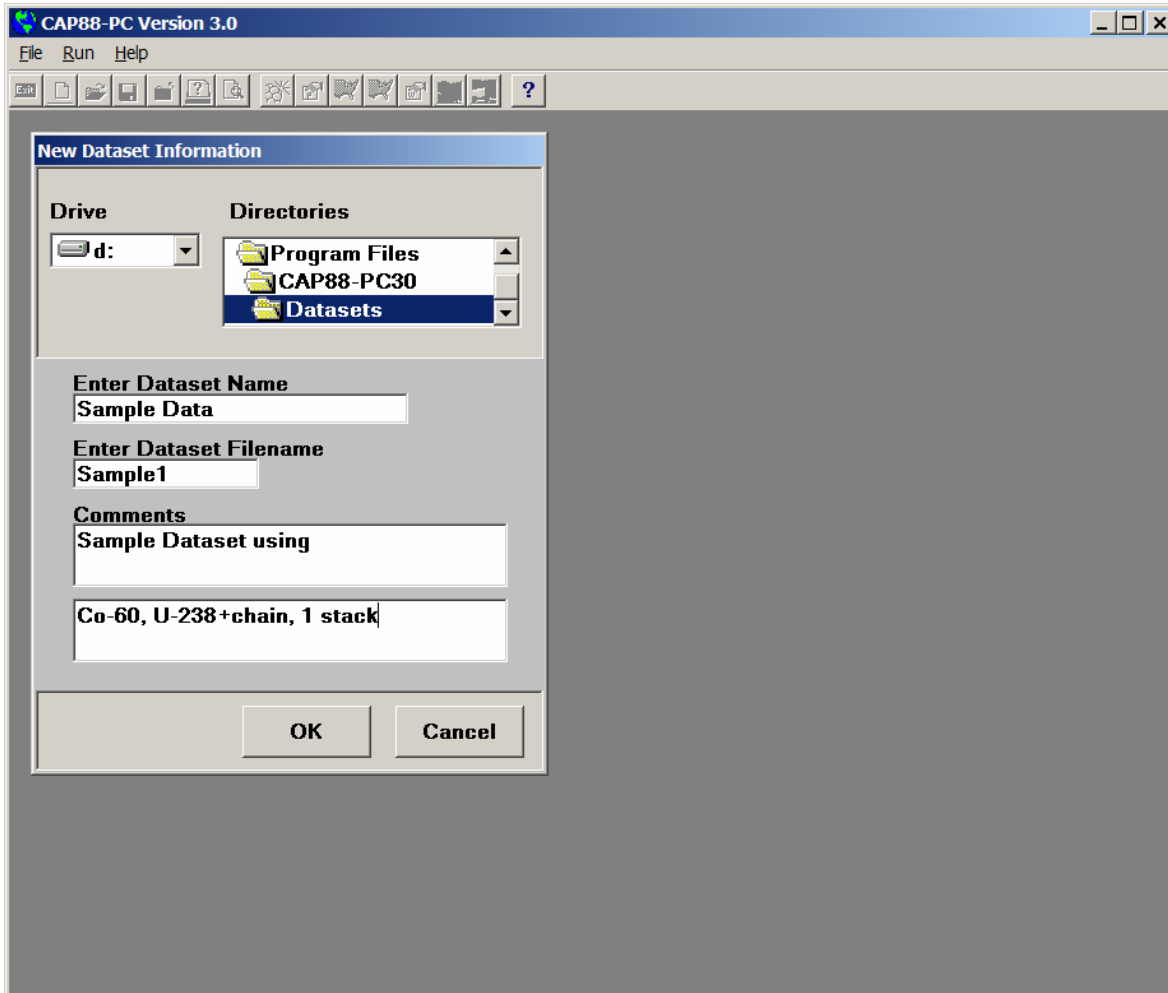 CAP88-PC Version 3.0
File Run Help
Exit ?
New Dataset Information
Drive Directories
d: Program Files
CAP88-PC30
Datasets
Enter Dataset Name
Sample Data
Enter Dataset Filename
Sample1
Comments
Sample Dataset using
Co-60, U-238+chain, 1 stack
OK Cancel